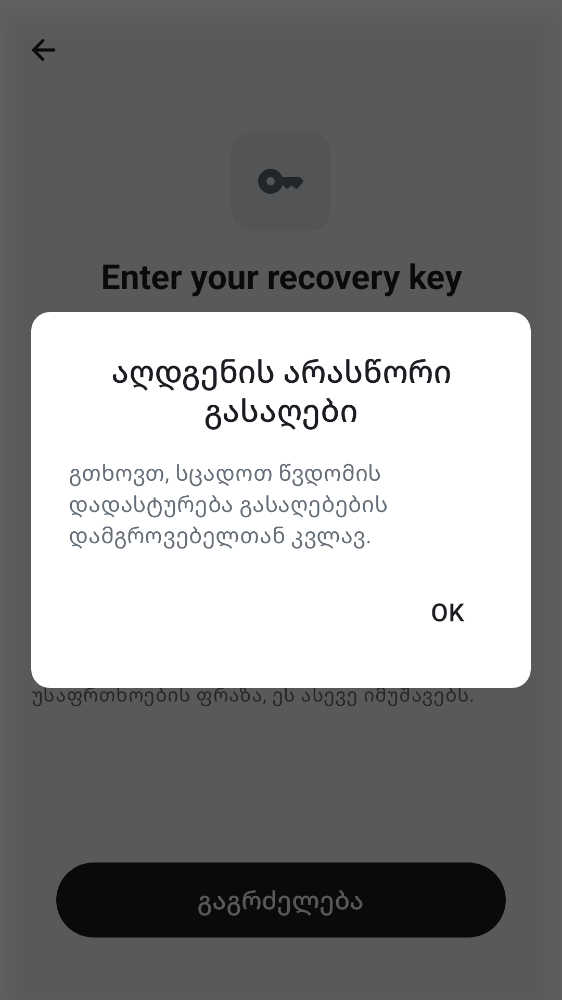 Enter your recovery key
აღდგენის არასწორი
გასაღები
გთხოვთ, სცადოთ წვდომის
დადასტურება გასაღებების
დამგროვებელთან კვლავ.
OK
უსაფრთხოების ფრაზა, ეს ასევე იმუშავებს.
გაგრძელება